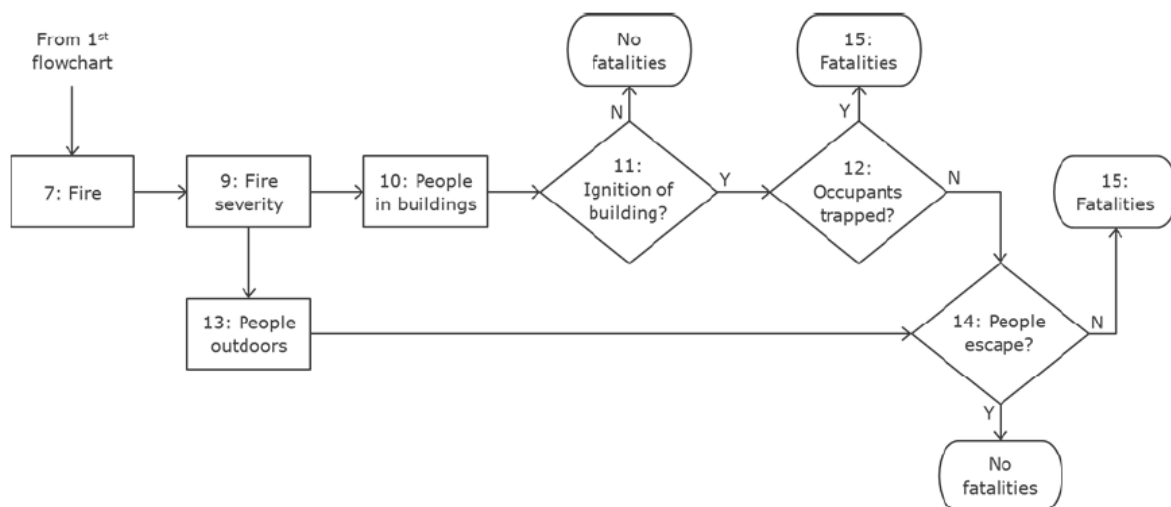 From 1st
flowchart
7: Fire
9: Fire
severity
10: People
in buildings
No
fatalities
N
11:
Ignition of
building?
Y
15:
Fatalities
Y
12:
Occupants
trapped?
N
15:
Fatalities
13: People
outdoors
14: People
escape?
N
Y
No
fatalities